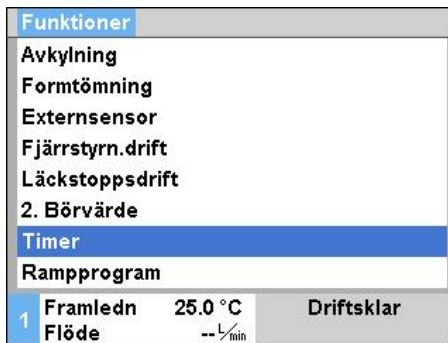 Funktioner
Avkylning
Formtömning
Externsensor
Fjärrstyrn.drift
Läckstoppsdrift
2. Börvärde
Timer
Rampprogram
1 Framledn 25.0 °C Driftsklar
Flöde -- L/min